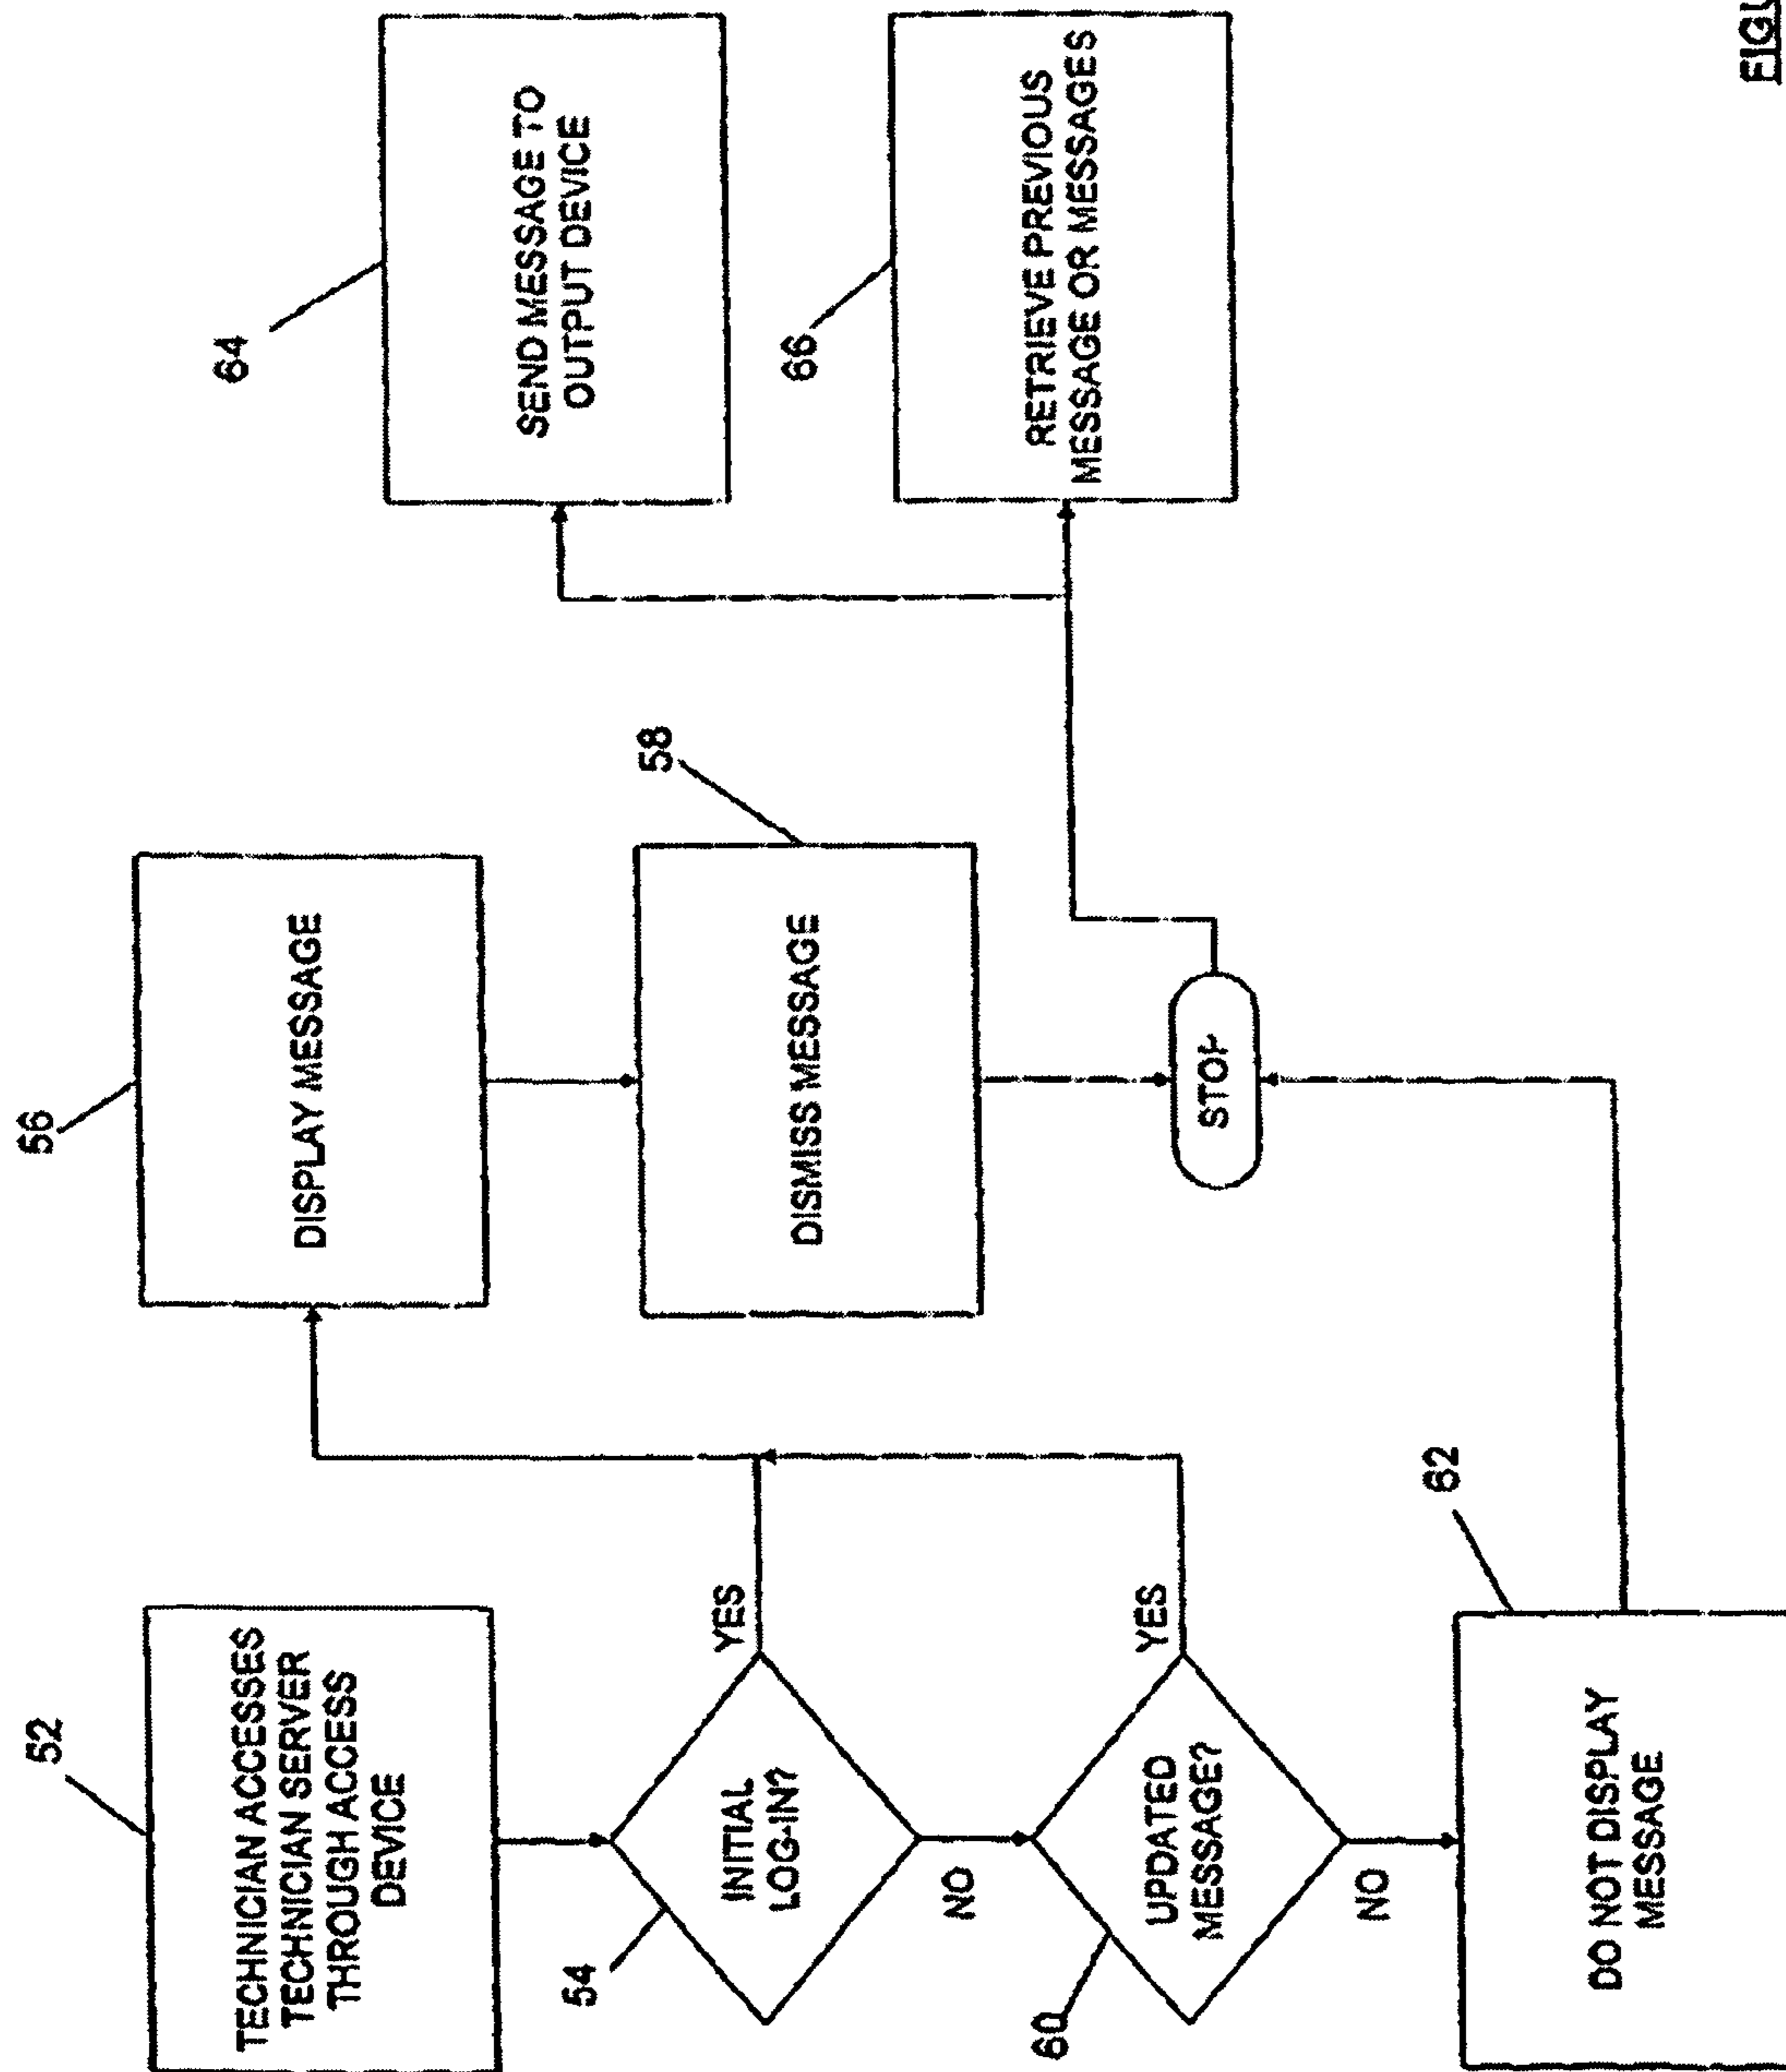 52
TECHNICIAN ACCESSES
TECHNICIAN SERVER
THROUGH ACCESS
DEVICE
54
INITIAL
LOG-IN?
YES
NO
60
UPDATED
MESSAGE?
YES
NO
62
DO NOT DISPLAY
MESSAGE
56
DISPLAY MESSAGE
58
DISMISS MESSAGE
STOP
64
SEND MESSAGE TO
OUTPUT DEVICE
66
RETRIEVE PREVIOUS
MESSAGE OR MESSAGES